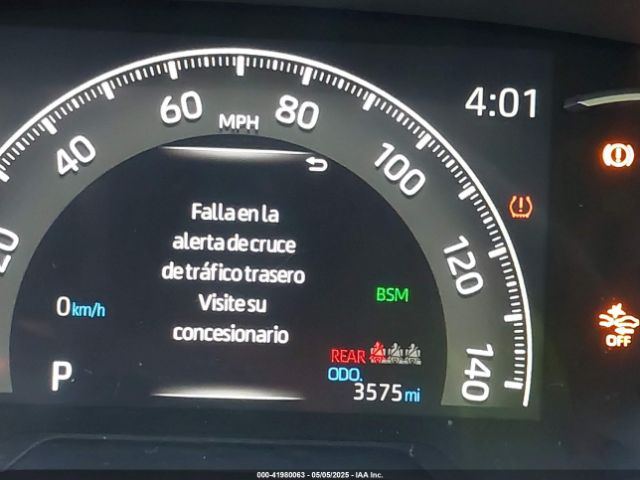 4:01
20
40
60
80
100
120
140
MPH
Falla en la
alerta de cruce
de tráfico trasero
Visite su
concesionario
BSM
0 km/h
REAR
ODO.
P
3575 mi
OFF
000-41980063 - 05/05/2025 - IAA Inc.